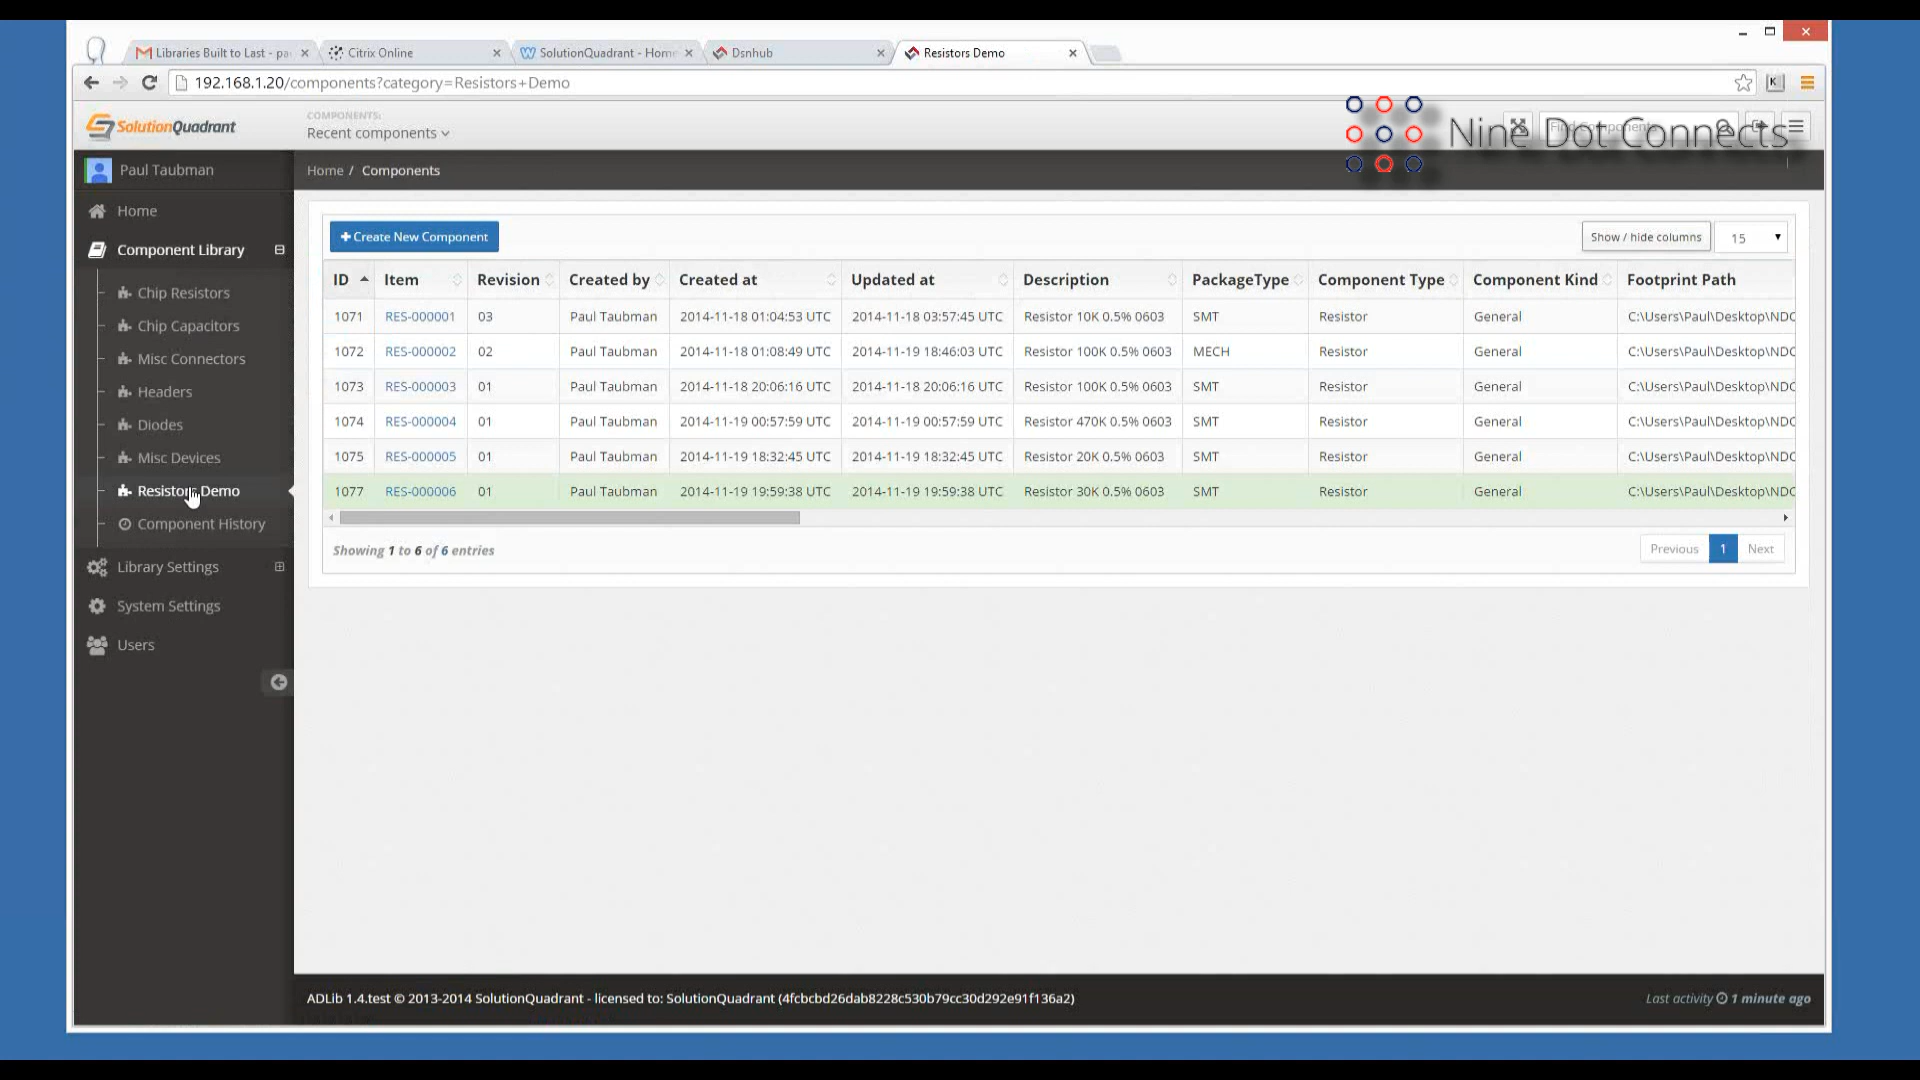 Libraries Built to Last - pa
Citrix Online
SolutionQuadrant - Home
Dsnhub
Resistors Demo
192.168.1.20/components?category=Resistors+Demo
SolutionQuadrant
COMPONENTS:
Recent components
Find Components
Nine Dot Connects
Paul Taubman
Home / Components
Home
Component Library
Chip Resistors
Chip Capacitors
Misc Connectors
Headers
Diodes
Misc Devices
Resistors Demo
Component History
Library Settings
System Settings
Users
+ Create New Component
Show / hide columns
15
ID Item Revision Created by Created at Updated at Description PackageType Component Type Component Kind Footprint Path
1071 RES-000001 03 Paul Taubman 2014-11-18 01:04:53 UTC 2014-11-18 03:57:45 UTC Resistor 10K 0.5% 0603 SMT Resistor General C:\Users\Paul\Desktop\NDC
1072 RES-000002 02 Paul Taubman 2014-11-18 01:08:49 UTC 2014-11-19 18:46:03 UTC Resistor 100K 0.5% 0603 MECH Resistor General C:\Users\Paul\Desktop\NDC
1073 RES-000003 01 Paul Taubman 2014-11-18 20:06:16 UTC 2014-11-18 20:06:16 UTC Resistor 100K 0.5% 0603 SMT Resistor General C:\Users\Paul\Desktop\NDC
1074 RES-000004 01 Paul Taubman 2014-11-19 00:57:59 UTC 2014-11-19 00:57:59 UTC Resistor 470K 0.5% 0603 SMT Resistor General C:\Users\Paul\Desktop\NDC
1075 RES-000005 01 Paul Taubman 2014-11-19 18:32:45 UTC 2014-11-19 18:32:45 UTC Resistor 20K 0.5% 0603 SMT Resistor General C:\Users\Paul\Desktop\NDC
1077 RES-000006 01 Paul Taubman 2014-11-19 19:59:38 UTC 2014-11-19 19:59:38 UTC Resistor 30K 0.5% 0603 SMT Resistor General C:\Users\Paul\Desktop\NDC
Showing 1 to 6 of 6 entries
Previous 1 Next
ADLib 1.4.test © 2013-2014 SolutionQuadrant - licensed to: SolutionQuadrant (4fcbcbd26dab8228c530b79cc30d292e91f136a2)
Last activity 1 minute ago